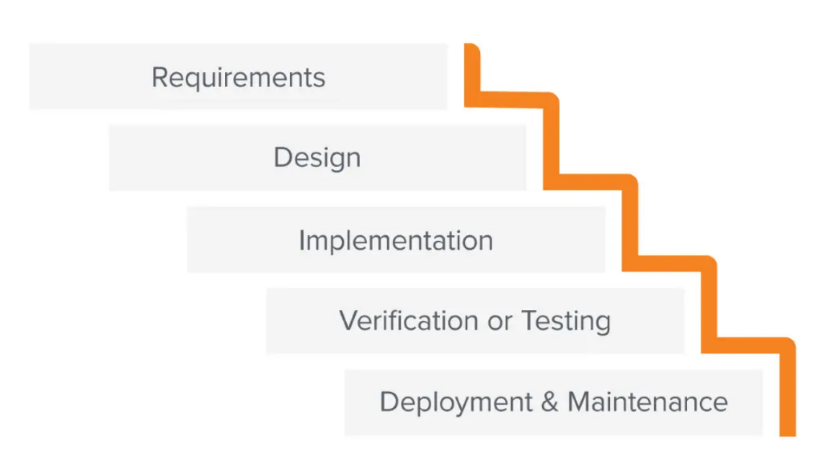 Requirements
Design
Implementation
Verification or Testing
Deployment & Maintenance